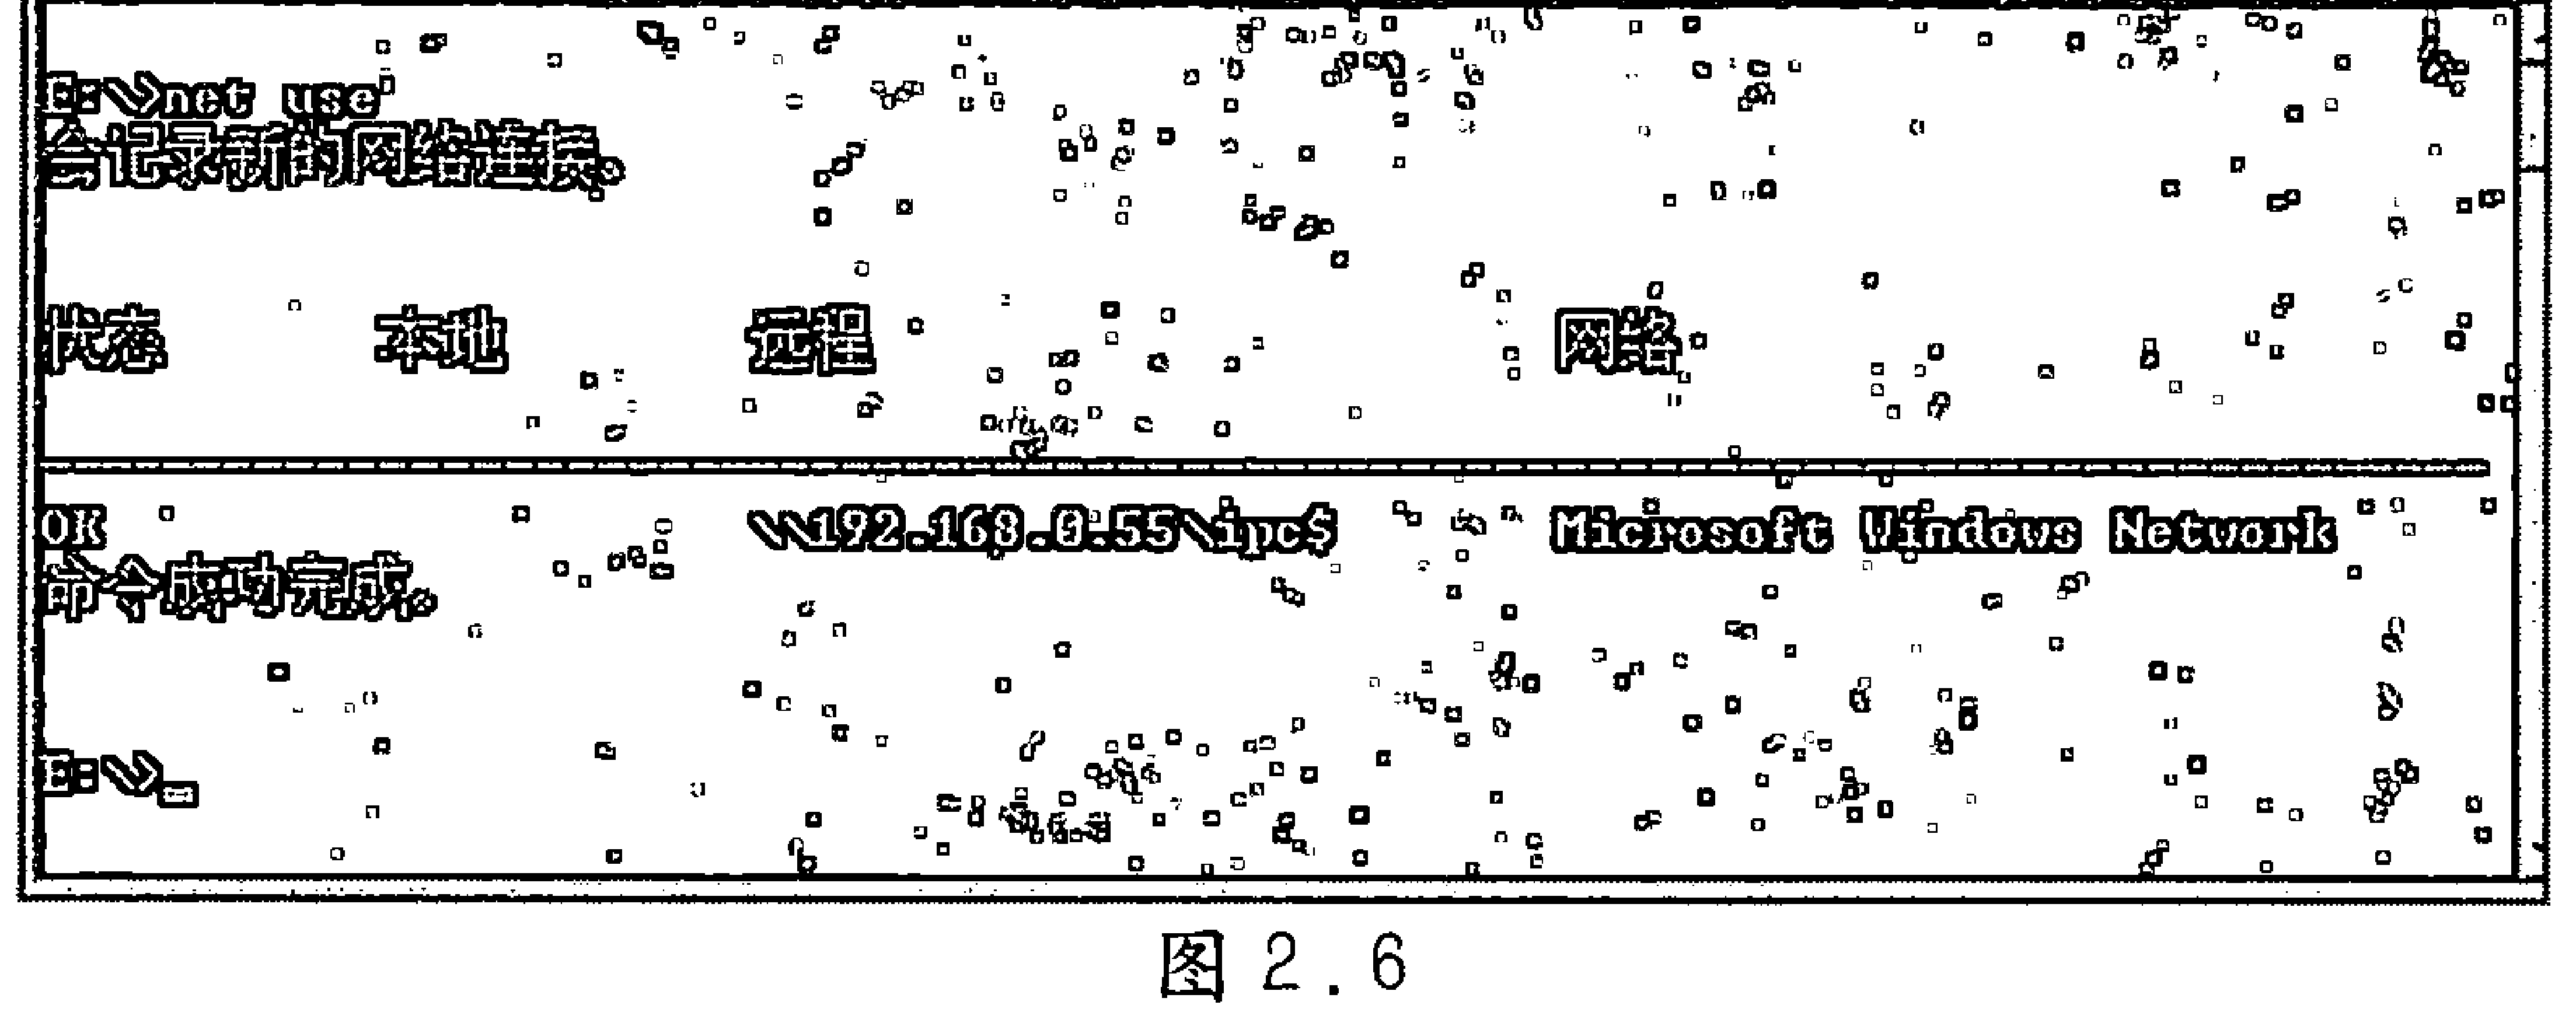 E:\>net use
会记录新的网络连接。
状态 本地 远程 网络
OK \\192.168.0.55\ipc$ Microsoft Windows Network
命令成功完成。
E:\>_
图 2.6